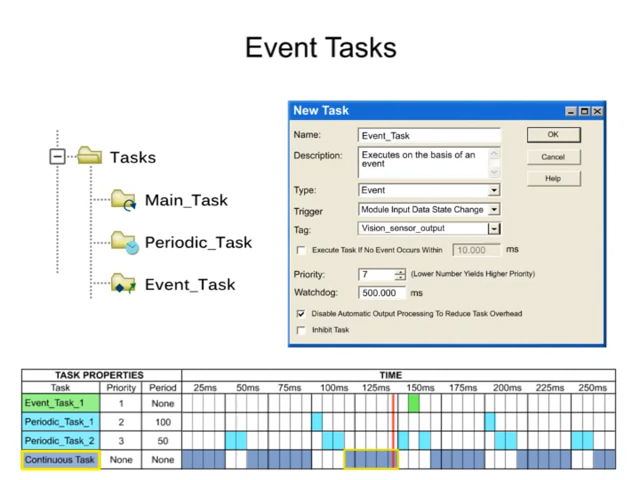 Event Tasks
Tasks
Main_Task
Periodic_Task
Event_Task
New Task
Name: Event_Task OK
Description: Executes on the basis of an
event
Cancel
Help
Type: Event
Trigger Module Input Data State Change
Tag: Vision_sensor_output
Execute Task If No Event Occurs Within 10.000 ms
Priority: 7 (Lower Number Yields Higher Priority)
Watchdog: 500.000 ms
Disable Automatic Output Processing To Reduce Task Overhead
Inhibit Task
TASK PROPERTIES TIME
Task Priority Period 25ms 50ms 75ms 100ms 125ms 150ms 175ms 200ms 225ms 250ms
Event_Task_1 1 None
Periodic_Task_1 2 100
Periodic_Task_2 3 50
Continuous Task None None